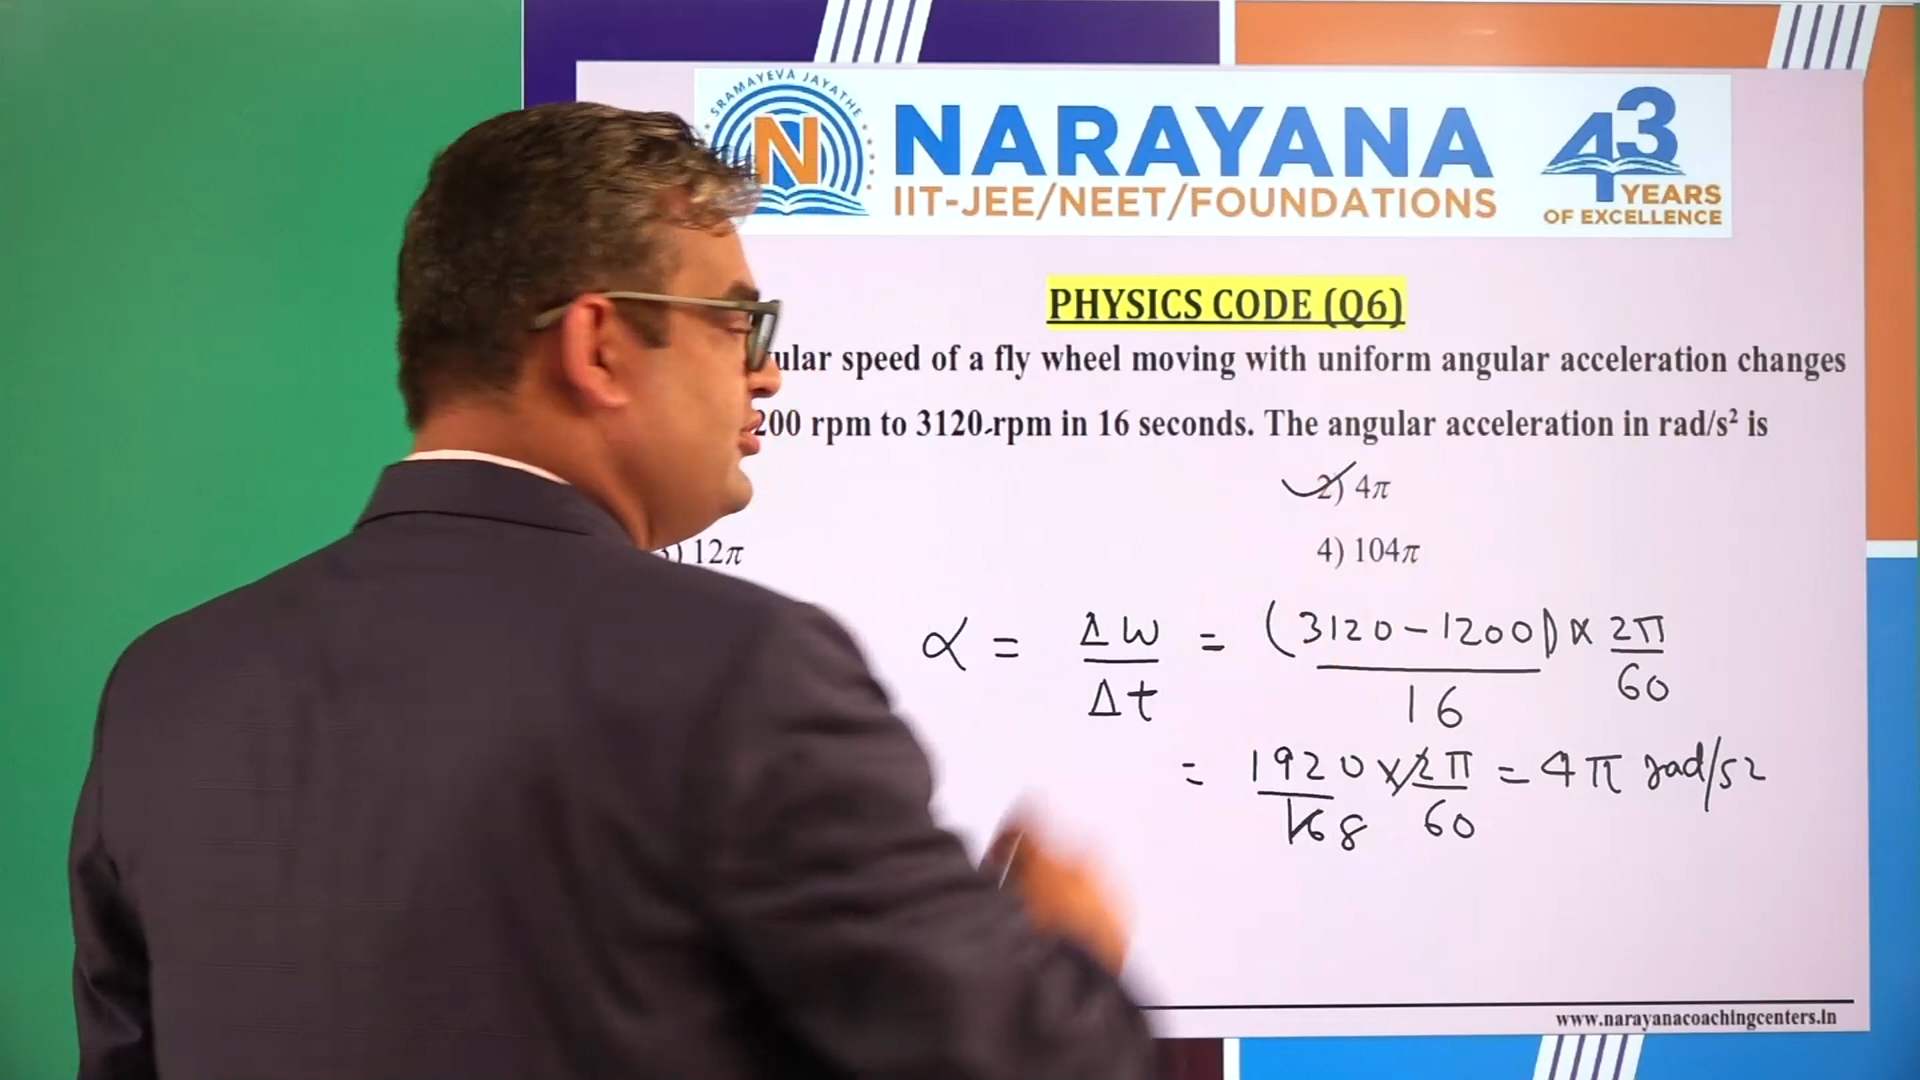 SRAMAYEVA JAYATHE
N
NARAYANA
IIT-JEE/NEET/FOUNDATIONS
43
YEARS
OF EXCELLENCE
PHYSICS CODE (Q6)
ular speed of a fly wheel moving with uniform angular acceleration changes
200 rpm to 3120 rpm in 16 seconds. The angular acceleration in rad/s² is
2) 4π
) 12π
4) 104π
α = Δω/Δt = (3120-1200)/16 × 2π/60
= 1920/16 8 × 2π/60 = 4π rad/s2
www.narayanacoachingcenters.in